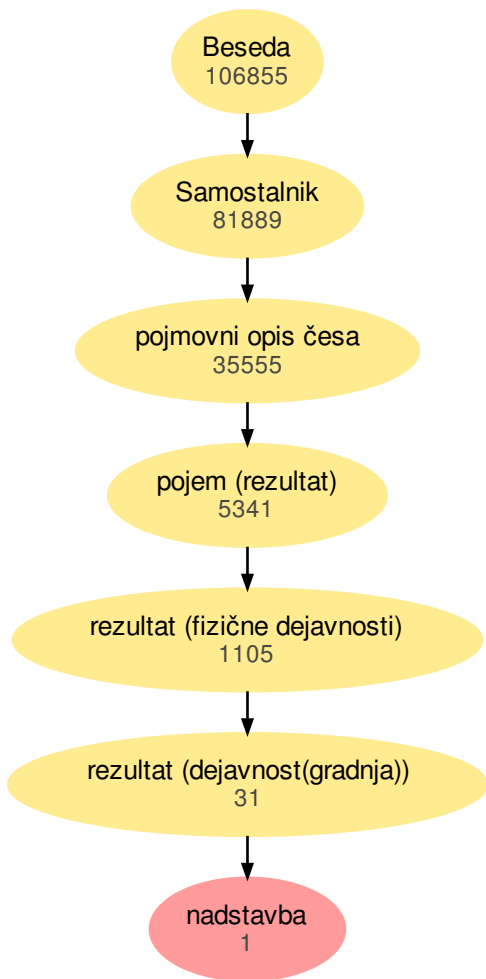 Beseda
106855
Samostalnik
81889
pojmovni opis česa
35555
pojem (rezultat)
5341
rezultat (fizične dejavnosti)
1105
rezultat (dejavnost(gradnja))
31
nadstavba
1